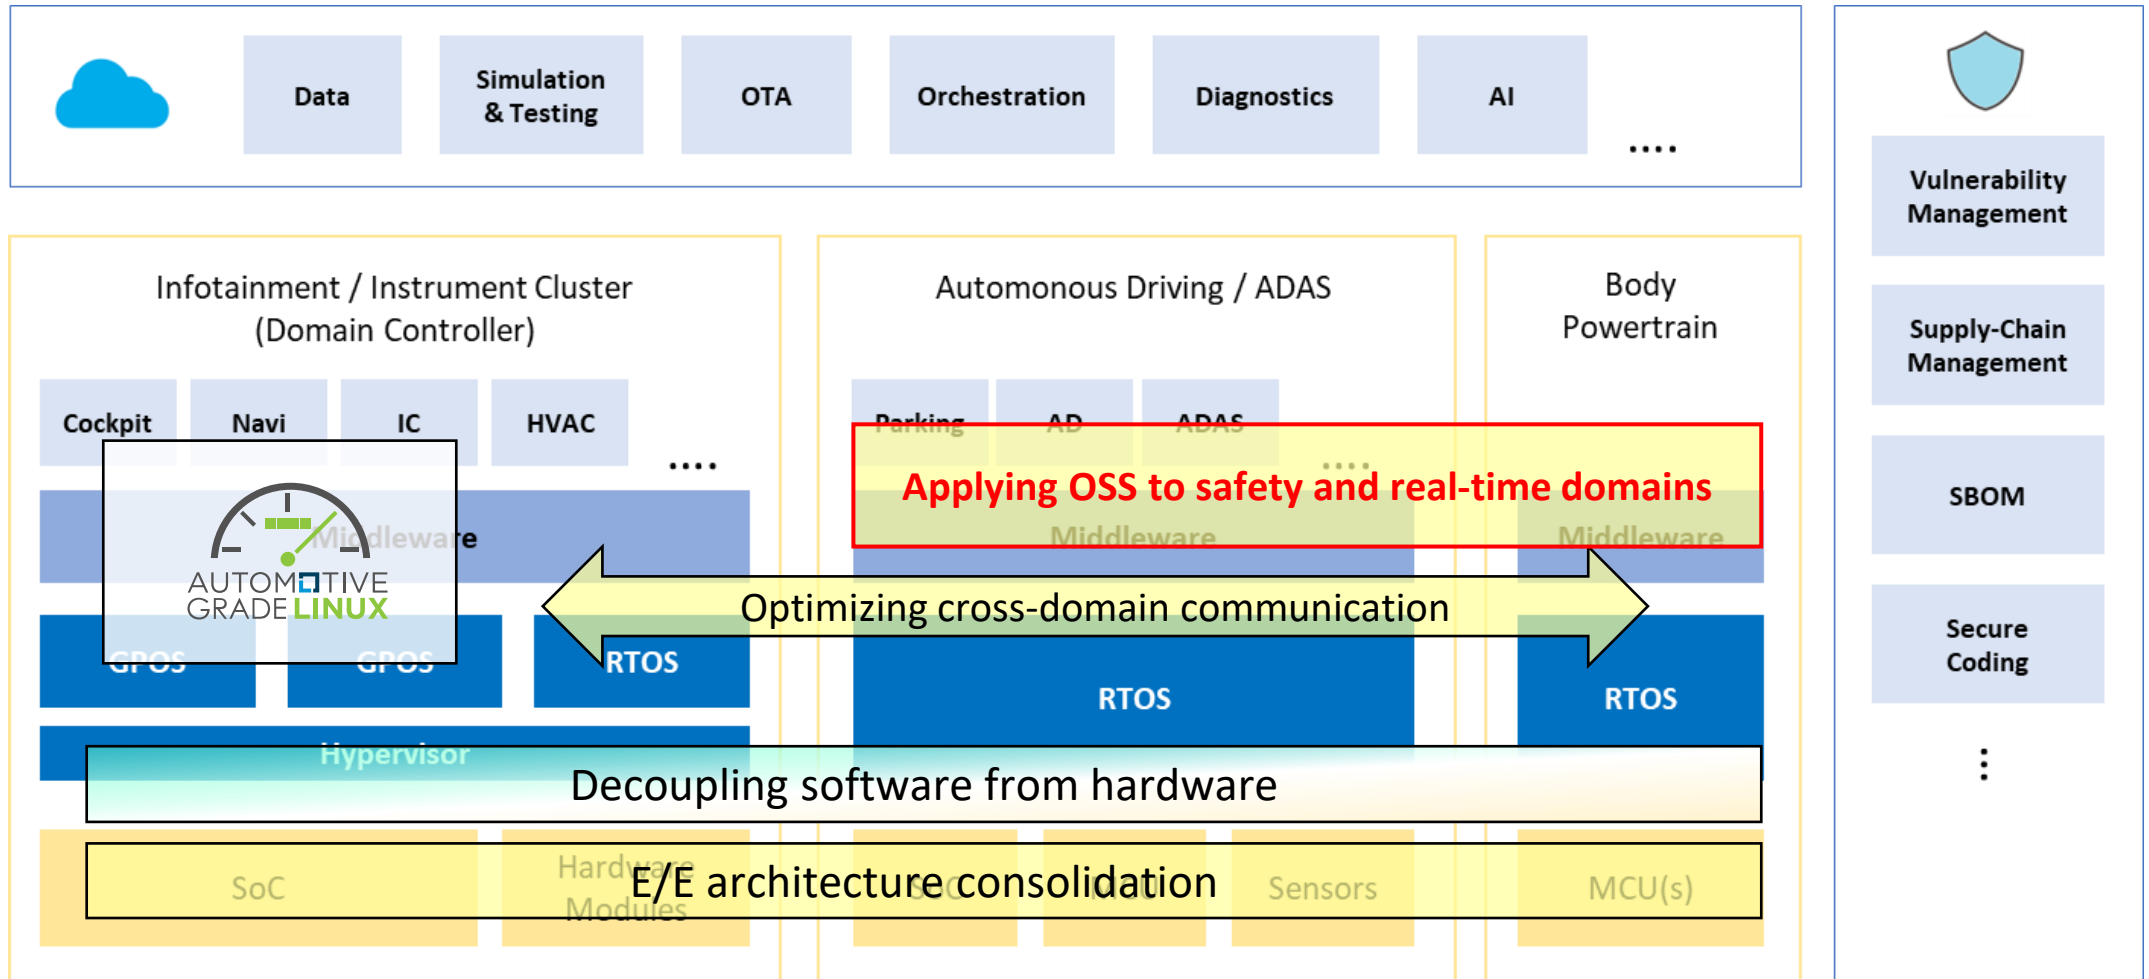 Data
Simulation
& Testing
OTA
Orchestration
Diagnostics
AI
....
Infotainment / Instrument Cluster
(Domain Controller)
Cockpit
Navi
IC
HVAC
....
Middleware
AUTOMOTIVE
GRADE LINUX
GPOS
GPOS
RTOS
Hypervisor
SoC
Hardware
Modules
Automonous Driving / ADAS
Parking
AD
ADAS
....
Applying OSS to safety and real-time domains
Middleware
Optimizing cross-domain communication
RTOS
Decoupling software from hardware
E/E architecture consolidation
SoC
MCU
Sensors
Body
Powertrain
Middleware
RTOS
MCU(s)
Vulnerability
Management
Supply-Chain
Management
SBOM
Secure
Coding
...